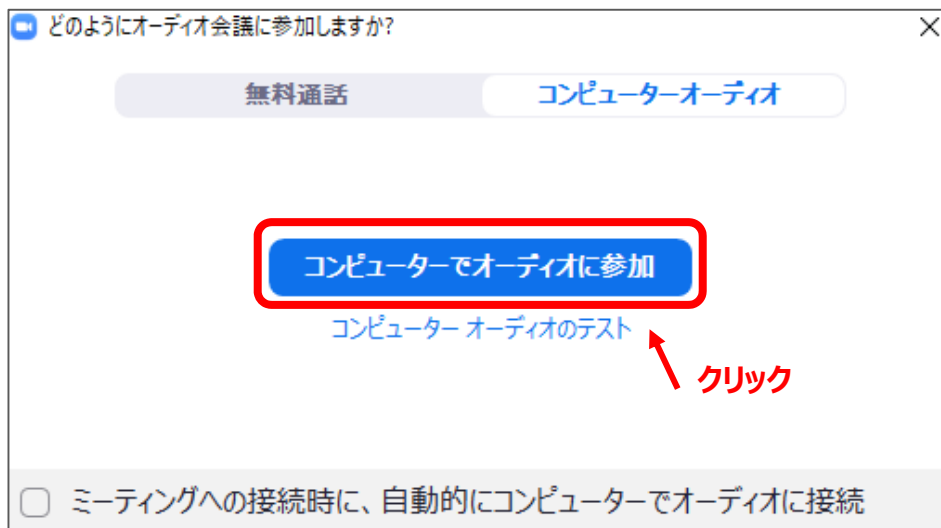 どのようにオーディオ会議に参加しますか?
無料通話 コンピューターオーディオ
コンピューターでオーディオに参加
コンピューター オーディオのテスト
クリック
ミーティングへの接続時に、自動的にコンピューターでオーディオに接続